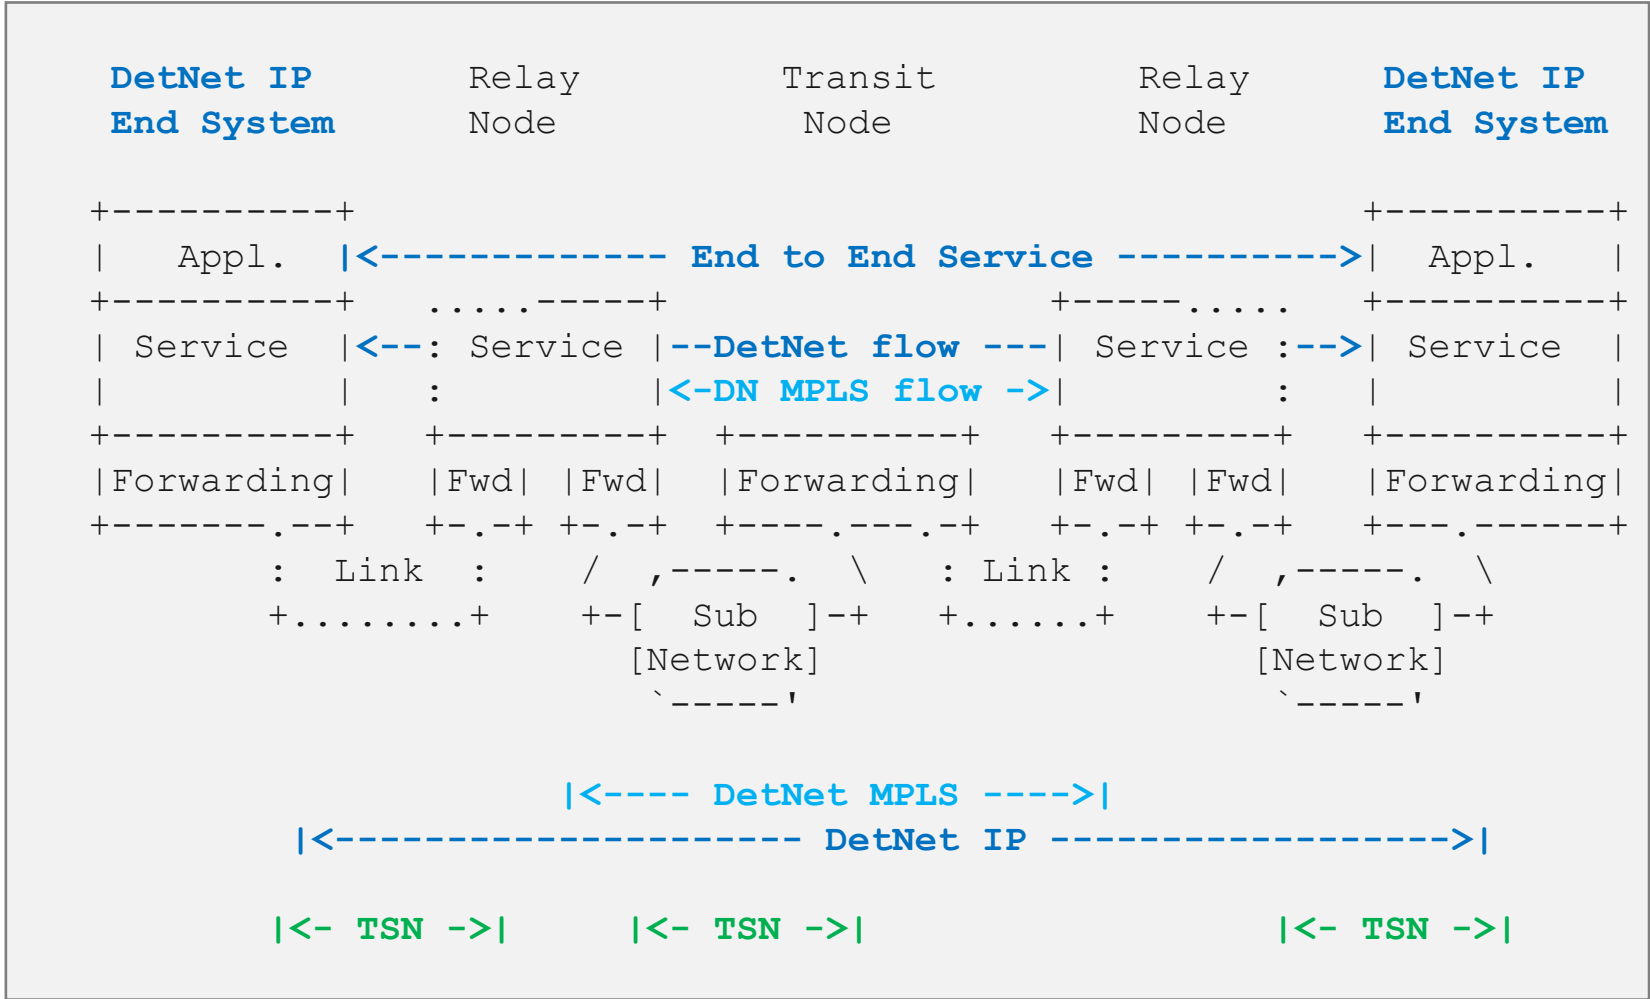 DetNet IP       Relay         Transit         Relay      DetNet IP
End System      Node           Node           Node       End System
+----------+                                             +----------+
|   Appl.  |<------------- End to End Service ---------->|  Appl.   |
+----------+   .....-----+                 +-----.....   +----------+
| Service  |<--: Service |--DetNet flow ---| Service :-->| Service  |
|          |   :         |<-DN MPLS flow ->|         :   |          |
+----------+   +---------+  +----------+   +---------+   +----------+
|Forwarding|   |Fwd| |Fwd|  |Forwarding|   |Fwd| |Fwd|   |Forwarding|
+-------.--+   +-.-+ +-.-+  +----.---.-+   +-.-+ +-.-+   +---.------+
        :  Link  :    /  ,-----.  \   : Link :    /  ,-----.  \
        +........+    +-[  Sub  ]-+   +......+    +-[  Sub  ]-+
                        [Network]                   [Network]
                         `-----'                     `-----'
|<---- DetNet MPLS ---->|
|<--------------------- DetNet IP ------------------>|
|<- TSN ->|     |<- TSN ->|                  |<- TSN ->|